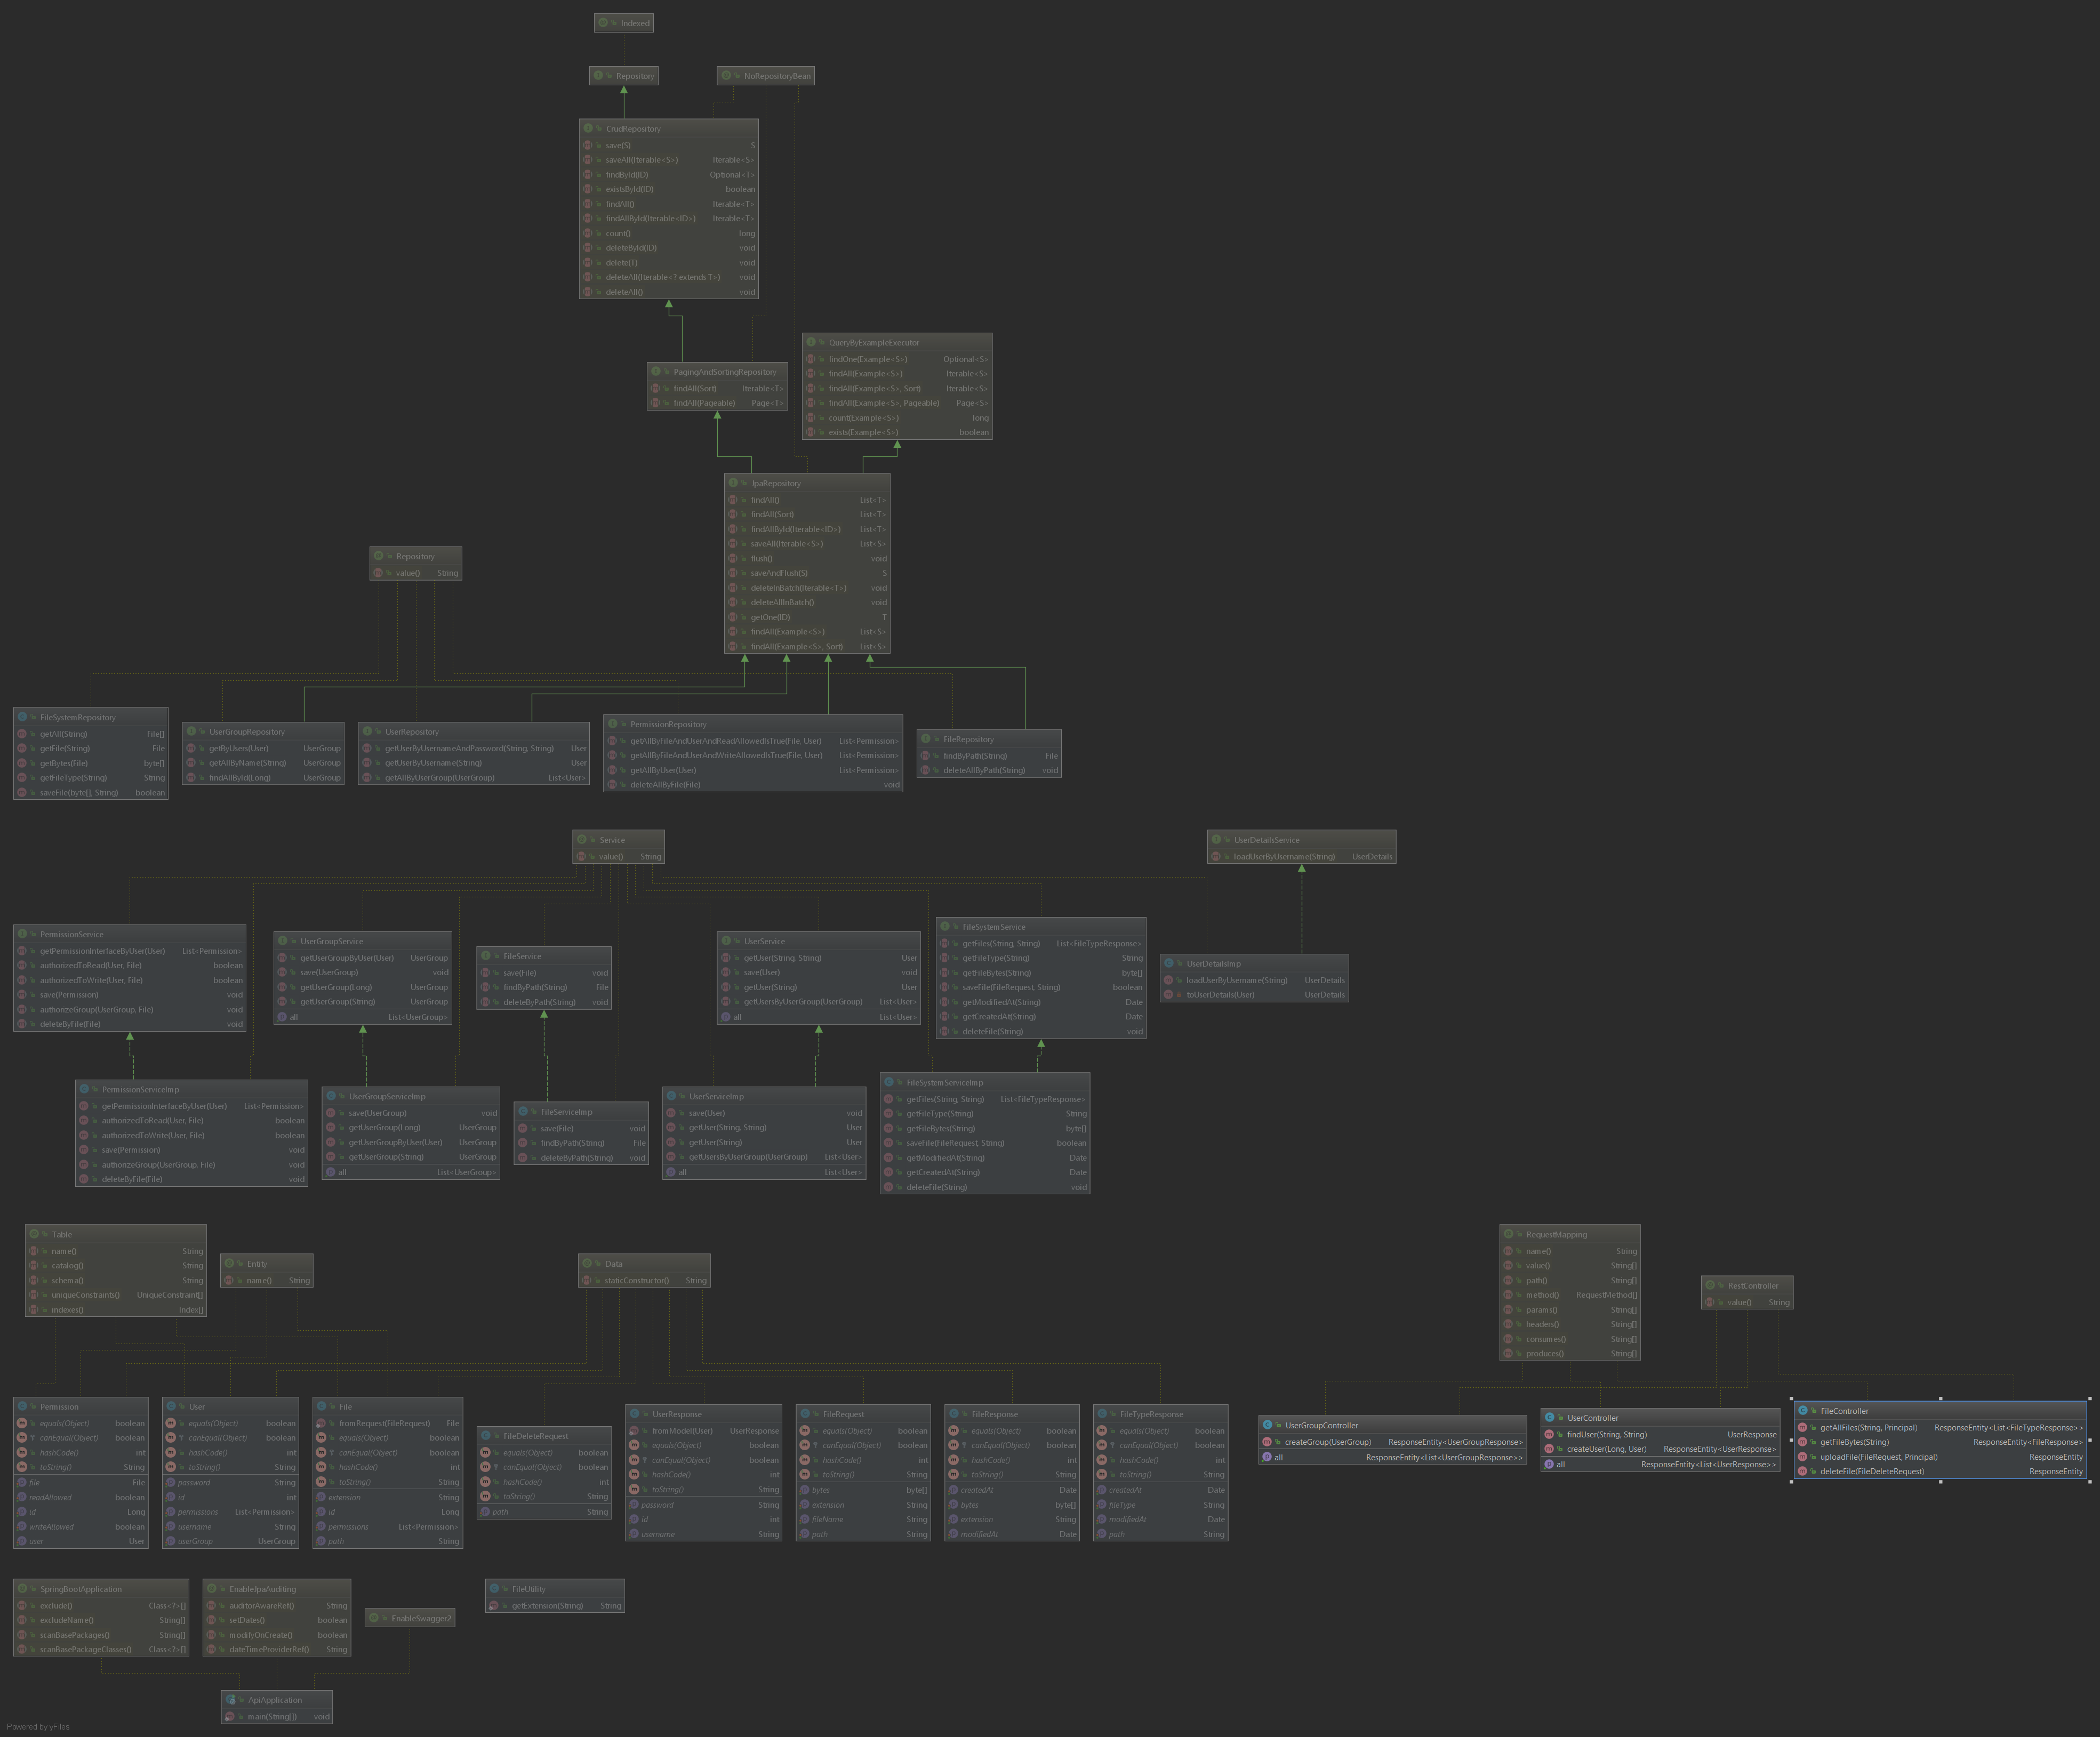 Indexed
Repository
NoRepositoryBean
CrudRepository
save(S) S
saveAll(Iterable<S>) Iterable<S>
findById(ID) Optional<T>
existsById(ID) boolean
findAll() Iterable<T>
findAllById(Iterable<ID>) Iterable<T>
count() long
deleteById(ID) void
delete(T) void
deleteAll(Iterable<? extends T>) void
deleteAll() void
QueryByExampleExecutor
findOne(Example<S>) Optional<S>
findAll(Example<S>) Iterable<S>
findAll(Example<S>, Sort) Iterable<S>
findAll(Example<S>, Pageable) Page<S>
count(Example<S>) long
exists(Example<S>) boolean
PagingAndSortingRepository
findAll(Sort) Iterable<T>
findAll(Pageable) Page<T>
JpaRepository
findAll() List<T>
findAll(Sort) List<T>
findAllById(Iterable<ID>) List<T>
saveAll(Iterable<S>) List<S>
flush() void
saveAndFlush(S) S
deleteInBatch(Iterable<T>) void
deleteAllInBatch() void
getOne(ID) T
findAll(Example<S>) List<S>
findAll(Example<S>, Sort) List<S>
Repository
value() String
FileSystemRepository
getAll(String) File[]
getFile(String) File
getBytes(File) byte[]
getFileType(String) String
saveFile(byte[], String) boolean
UserGroupRepository
getByUsers(User) UserGroup
getAllByName(String) UserGroup
findAllById(Long) UserGroup
UserRepository
getUserByUsernameAndPassword(String, String) User
getUserByUsername(String) User
getAllByUserGroup(UserGroup) List<User>
PermissionRepository
getAllByFileAndUserAndReadAllowedIsTrue(File, User) List<Permission>
getAllByFileAndUserAndWriteAllowedIsTrue(File, User) List<Permission>
getAllByUser(User) List<Permission>
deleteAllByFile(File) void
FileRepository
findByPath(String) File
deleteAllByPath(String) void
Service
value() String
UserDetailsService
loadUserByUsername(String) UserDetails
PermissionService
getPermissionInterfaceByUser(User) List<Permission>
authorizedToRead(User, File) boolean
authorizedToWrite(User, File) boolean
save(Permission) void
authorizeGroup(UserGroup, File) void
deleteByFile(File) void
UserGroupService
getUserGroupByUser(User) UserGroup
save(UserGroup) void
getUserGroup(Long) UserGroup
getUserGroup(String) UserGroup
all List<UserGroup>
FileService
save(File) void
findByPath(String) File
deleteByPath(String) void
UserService
getUser(String, String) User
save(User) void
getUser(String) User
getUsersByUserGroup(UserGroup) List<User>
all List<User>
FileSystemService
getFiles(String, String) List<FileTypeResponse>
getFileType(String) String
getFileBytes(String) byte[]
saveFile(FileRequest, String) boolean
getModifiedAt(String) Date
getCreatedAt(String) Date
deleteFile(String) void
UserDetailsImp
loadUserByUsername(String) UserDetails
toUserDetails(User) UserDetails
PermissionServiceImp
getPermissionInterfaceByUser(User) List<Permission>
authorizedToRead(User, File) boolean
authorizedToWrite(User, File) boolean
save(Permission) void
authorizeGroup(UserGroup, File) void
deleteByFile(File) void
UserGroupServiceImp
save(UserGroup) void
getUserGroup(Long) UserGroup
getUserGroupByUser(User) UserGroup
getUserGroup(String) UserGroup
all List<UserGroup>
FileServiceImp
save(File) void
findByPath(String) File
deleteByPath(String) void
UserServiceImp
save(User) void
getUser(String, String) User
getUser(String) User
getUsersByUserGroup(UserGroup) List<User>
all List<User>
FileSystemServiceImp
getFiles(String, String) List<FileTypeResponse>
getFileType(String) String
getFileBytes(String) byte[]
saveFile(FileRequest, String) boolean
getModifiedAt(String) Date
getCreatedAt(String) Date
deleteFile(String) void
Table
name() String
catalog() String
schema() String
uniqueConstraints() UniqueConstraint[]
indexes() Index[]
Entity
name() String
Data
staticConstructor() String
RequestMapping
name() String
value() String[]
path() String[]
method() RequestMethod[]
params() String[]
headers() String[]
consumes() String[]
produces() String[]
RestController
value() String
Permission
equals(Object) boolean
canEqual(Object) boolean
hashCode() int
toString() String
file File
readAllowed boolean
id Long
writeAllowed boolean
user User
User
equals(Object) boolean
canEqual(Object) boolean
hashCode() int
toString() String
password String
id int
permissions List<Permission>
username String
userGroup UserGroup
File
fromRequest(FileRequest) File
equals(Object) boolean
canEqual(Object) boolean
hashCode() int
toString() String
extension String
id Long
permissions List<Permission>
path String
FileDeleteRequest
equals(Object) boolean
canEqual(Object) boolean
hashCode() int
toString() String
path String
UserResponse
fromModel(User) UserResponse
equals(Object) boolean
canEqual(Object) boolean
hashCode() int
toString() String
password String
id int
username String
FileRequest
equals(Object) boolean
canEqual(Object) boolean
hashCode() int
toString() String
bytes byte[]
extension String
fileName String
path String
FileResponse
equals(Object) boolean
canEqual(Object) boolean
hashCode() int
toString() String
createdAt Date
bytes byte[]
extension String
modifiedAt Date
FileTypeResponse
equals(Object) boolean
canEqual(Object) boolean
hashCode() int
toString() String
createdAt Date
fileType String
modifiedAt Date
path String
UserGroupController
createGroup(UserGroup) ResponseEntity<UserGroupResponse>
all ResponseEntity<List<UserGroupResponse>>
UserController
findUser(String, String) UserResponse
createUser(Long, User) ResponseEntity<UserResponse>
all ResponseEntity<List<UserResponse>>
FileController
getAllFiles(String, Principal) ResponseEntity<List<FileTypeResponse>>
getFileBytes(String) ResponseEntity<FileResponse>
uploadFile(FileRequest, Principal) ResponseEntity
deleteFile(FileDeleteRequest) ResponseEntity
SpringBootApplication
exclude() Class<?>[]
excludeName() String[]
scanBasePackages() String[]
scanBasePackageClasses() Class<?>[]
EnableJpaAuditing
auditorAwareRef() String
setDates() boolean
modifyOnCreate() boolean
dateTimeProviderRef() String
EnableSwagger2
FileUtility
getExtension(String) String
ApiApplication
main(String[]) void
Powered by yFiles